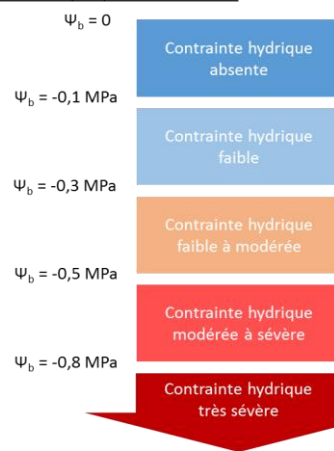 Ψb = 0
Contrainte hydrique
absente
Ψb = -0,1 MPa
Contrainte hydrique
faible
Ψb = -0,3 MPa
Contrainte hydrique
faible à modérée
Ψb = -0,5 MPa
Contrainte hydrique
modérée à sévère
Ψb = -0,8 MPa
Contrainte hydrique
très sévère